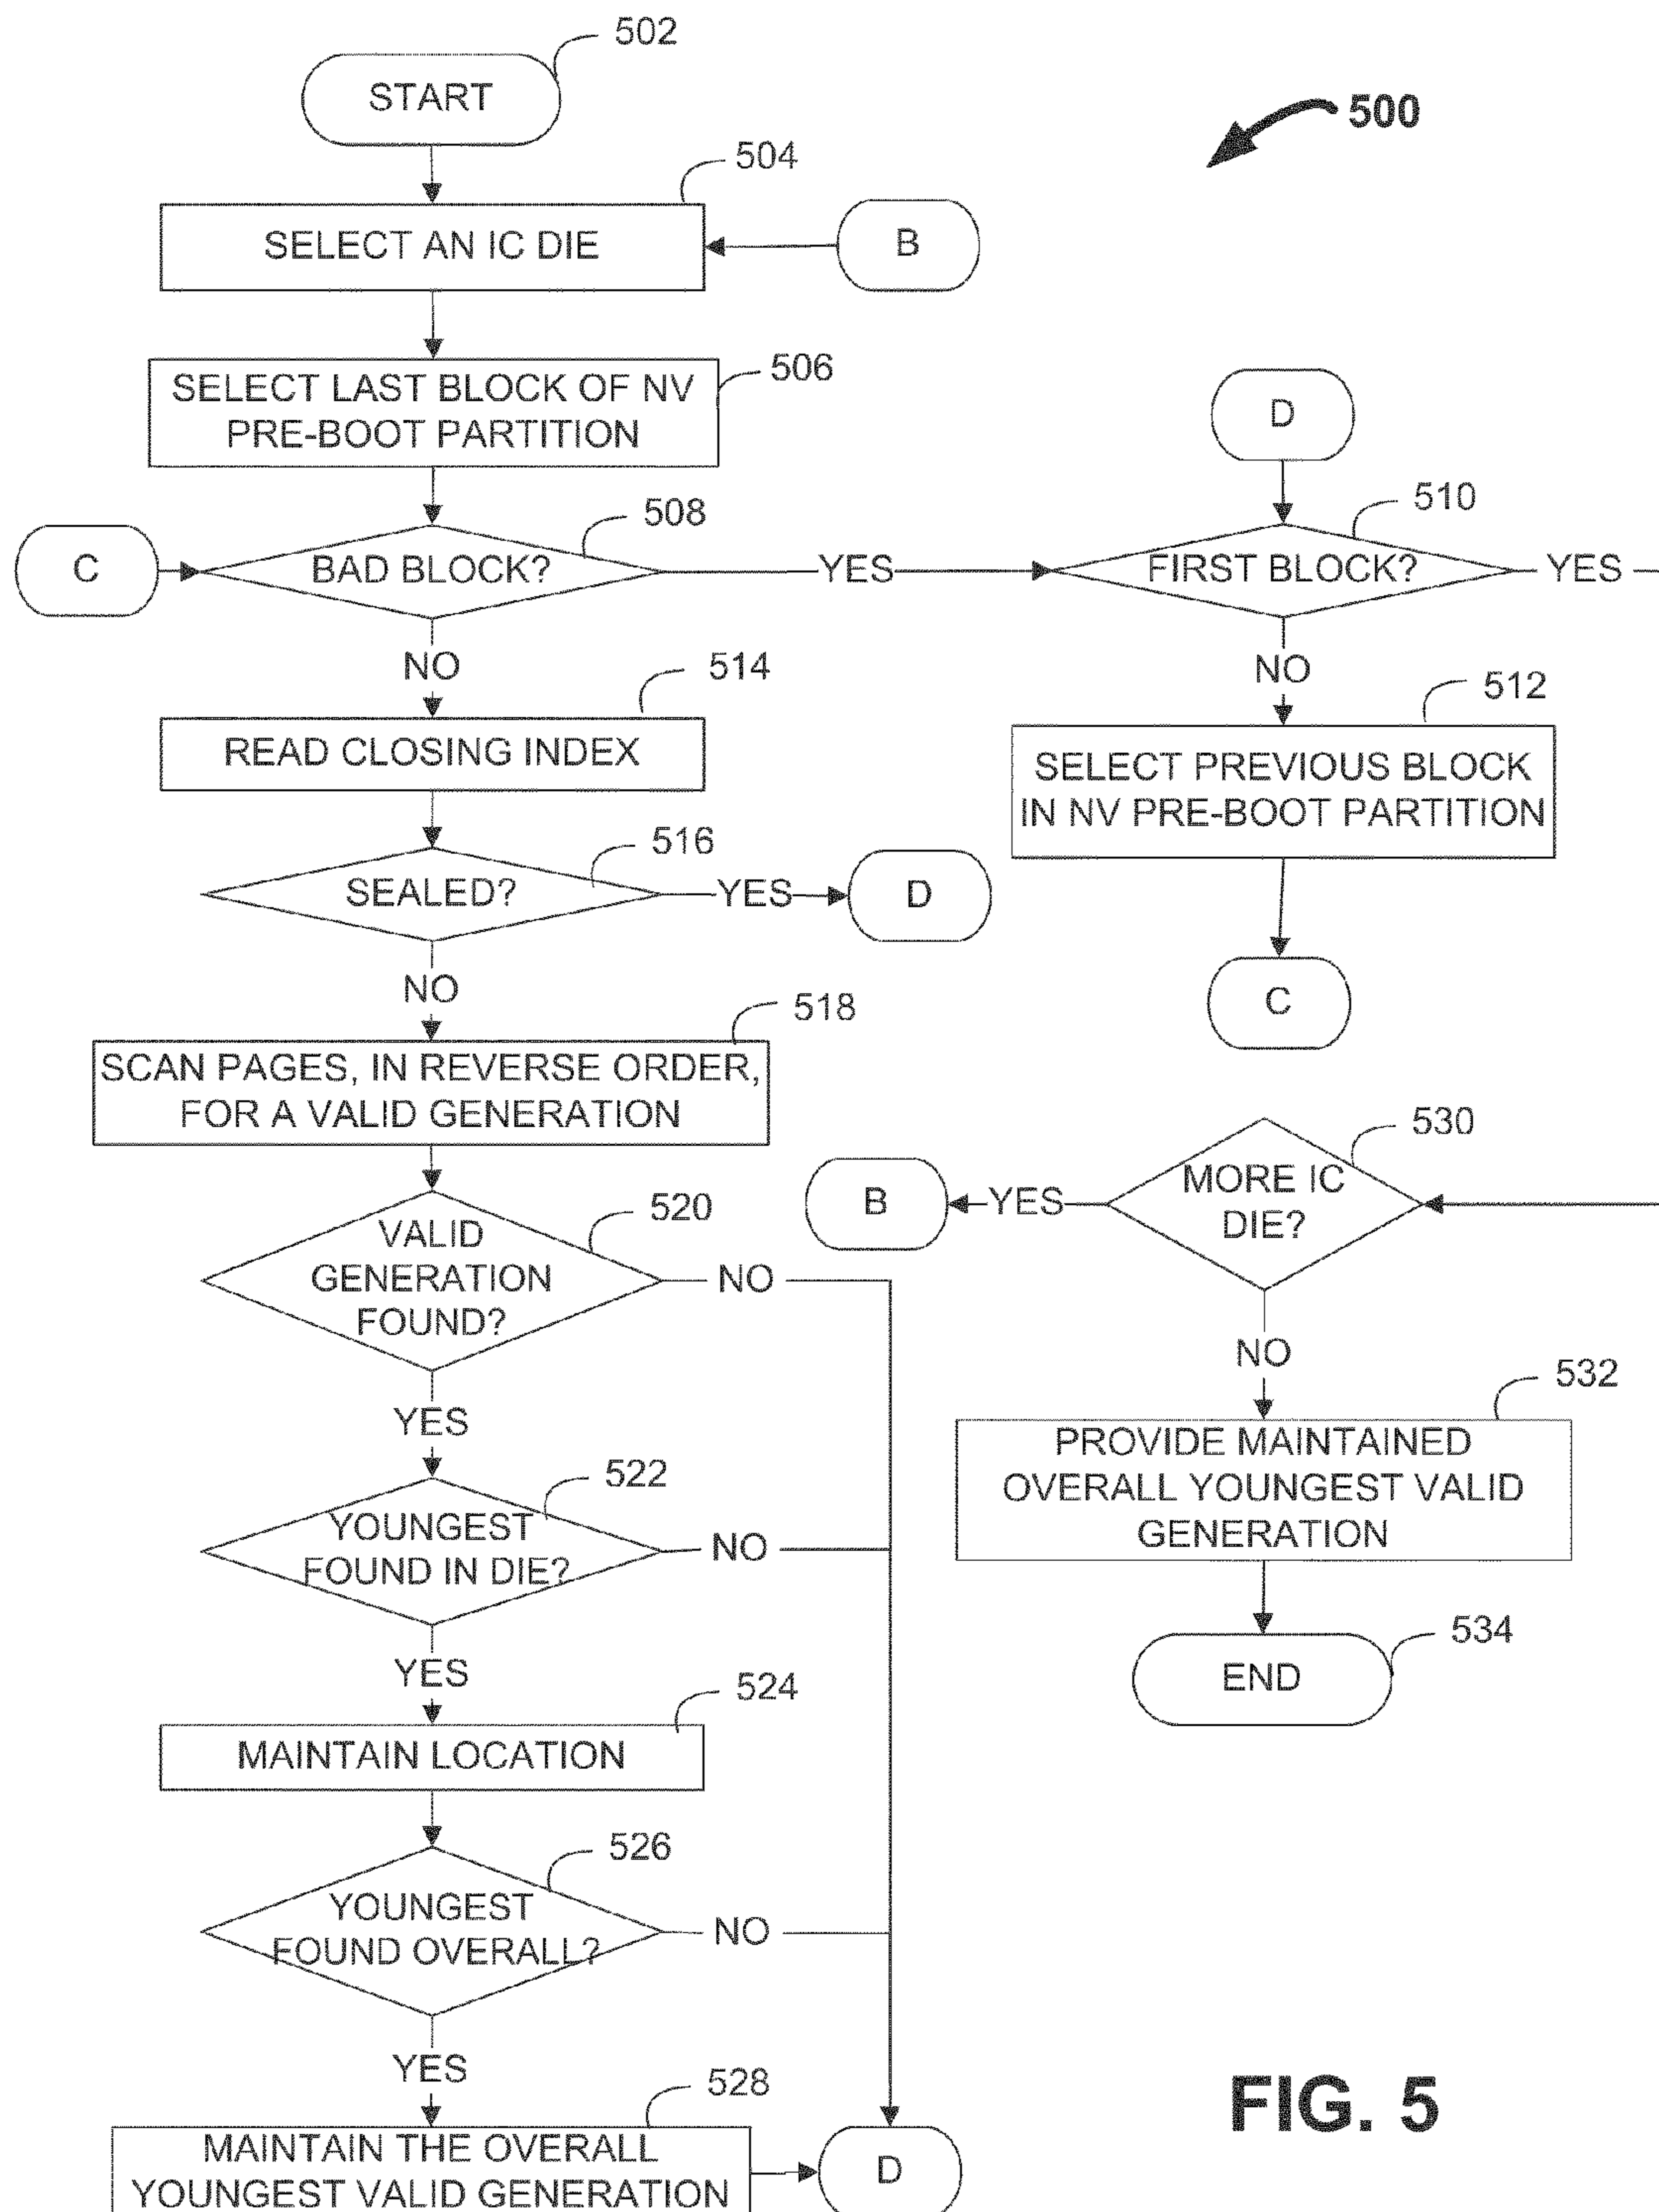 502
START
500
504
SELECT AN IC DIE
B
506
SELECT LAST BLOCK OF NV
PRE-BOOT PARTITION
D
508
510
C
BAD BLOCK?
YES
FIRST BLOCK?
YES
NO
NO
514
512
READ CLOSING INDEX
SELECT PREVIOUS BLOCK
IN NV PRE-BOOT PARTITION
516
SEALED?
YES
D
NO
C
518
SCAN PAGES, IN REVERSE ORDER,
FOR A VALID GENERATION
530
520
B
YES
MORE IC
DIE?
VALID
GENERATION
FOUND?
NO
NO
532
YES
PROVIDE MAINTAINED
OVERALL YOUNGEST VALID
GENERATION
522
YOUNGEST
FOUND IN DIE?
NO
534
END
YES
524
MAINTAIN LOCATION
526
YOUNGEST
FOUND OVERALL?
NO
YES
528
MAINTAIN THE OVERALL
YOUNGEST VALID GENERATION
D
FIG. 5